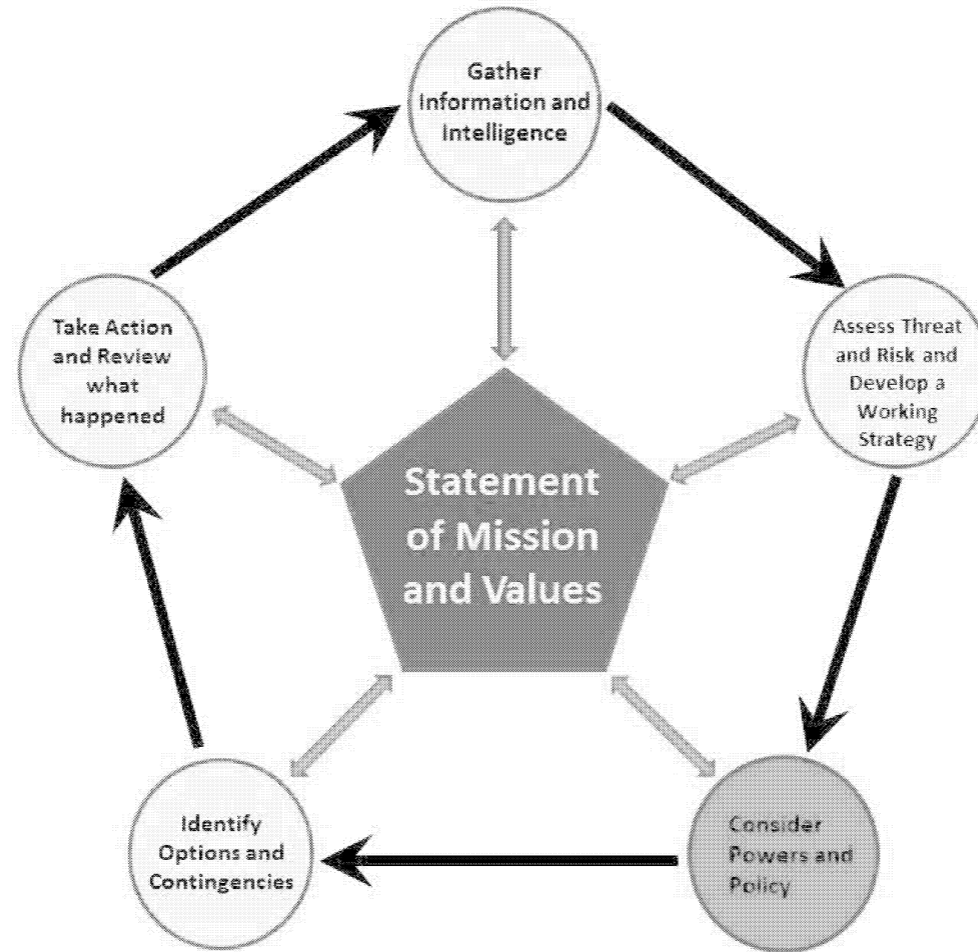 Gather
Information and
Intelligence
Assess Threat
and Risk and
Develop a
Working
Strategy
Consider
Powers and
Policy
Identify
Options and
Contingencies
Take Action
and Review
what
happened
Statement
of Mission
and Values